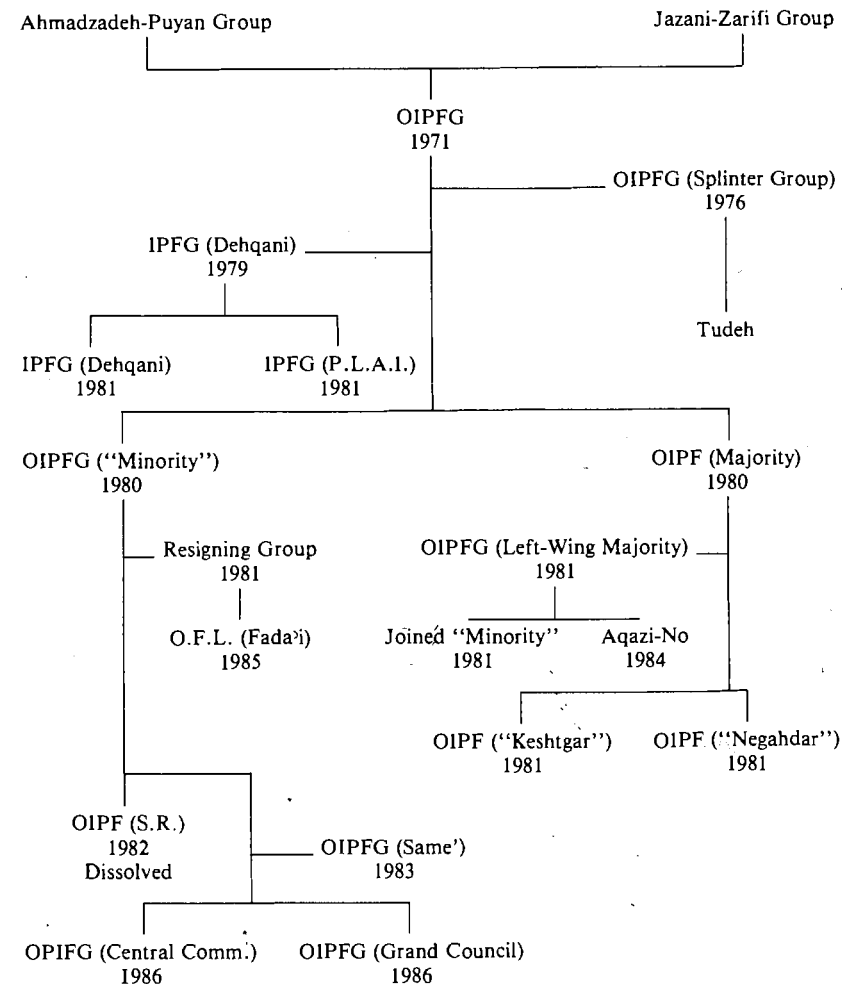 Ahmadzadeh-Puyan Group
Jazani-Zarifi Group
OIPFG
1971
OIPFG (Splinter Group)
1976
IPFG (Dehqani)
1979
Tudeh
IPFG (Dehqani)
1981
IPFG (P.L.A.I.)
1981
OIPFG (“Minority”)
1980
OIPF (Majority)
1980
Resigning Group
1981
OIPFG (Left-Wing Majority)
1981
O.F.L. (Fadaʾi)
1985
Joined “Minority”
1981
Aqazi-No
1984
OIPF (“Keshtgar”)
1981
OIPF (“Negahdar”)
1981
OIPF (S.R.)
1982
Dissolved
OIPFG (Same')
1983
OPIFG (Central Comm.)
1986
OIPFG (Grand Council)
1986